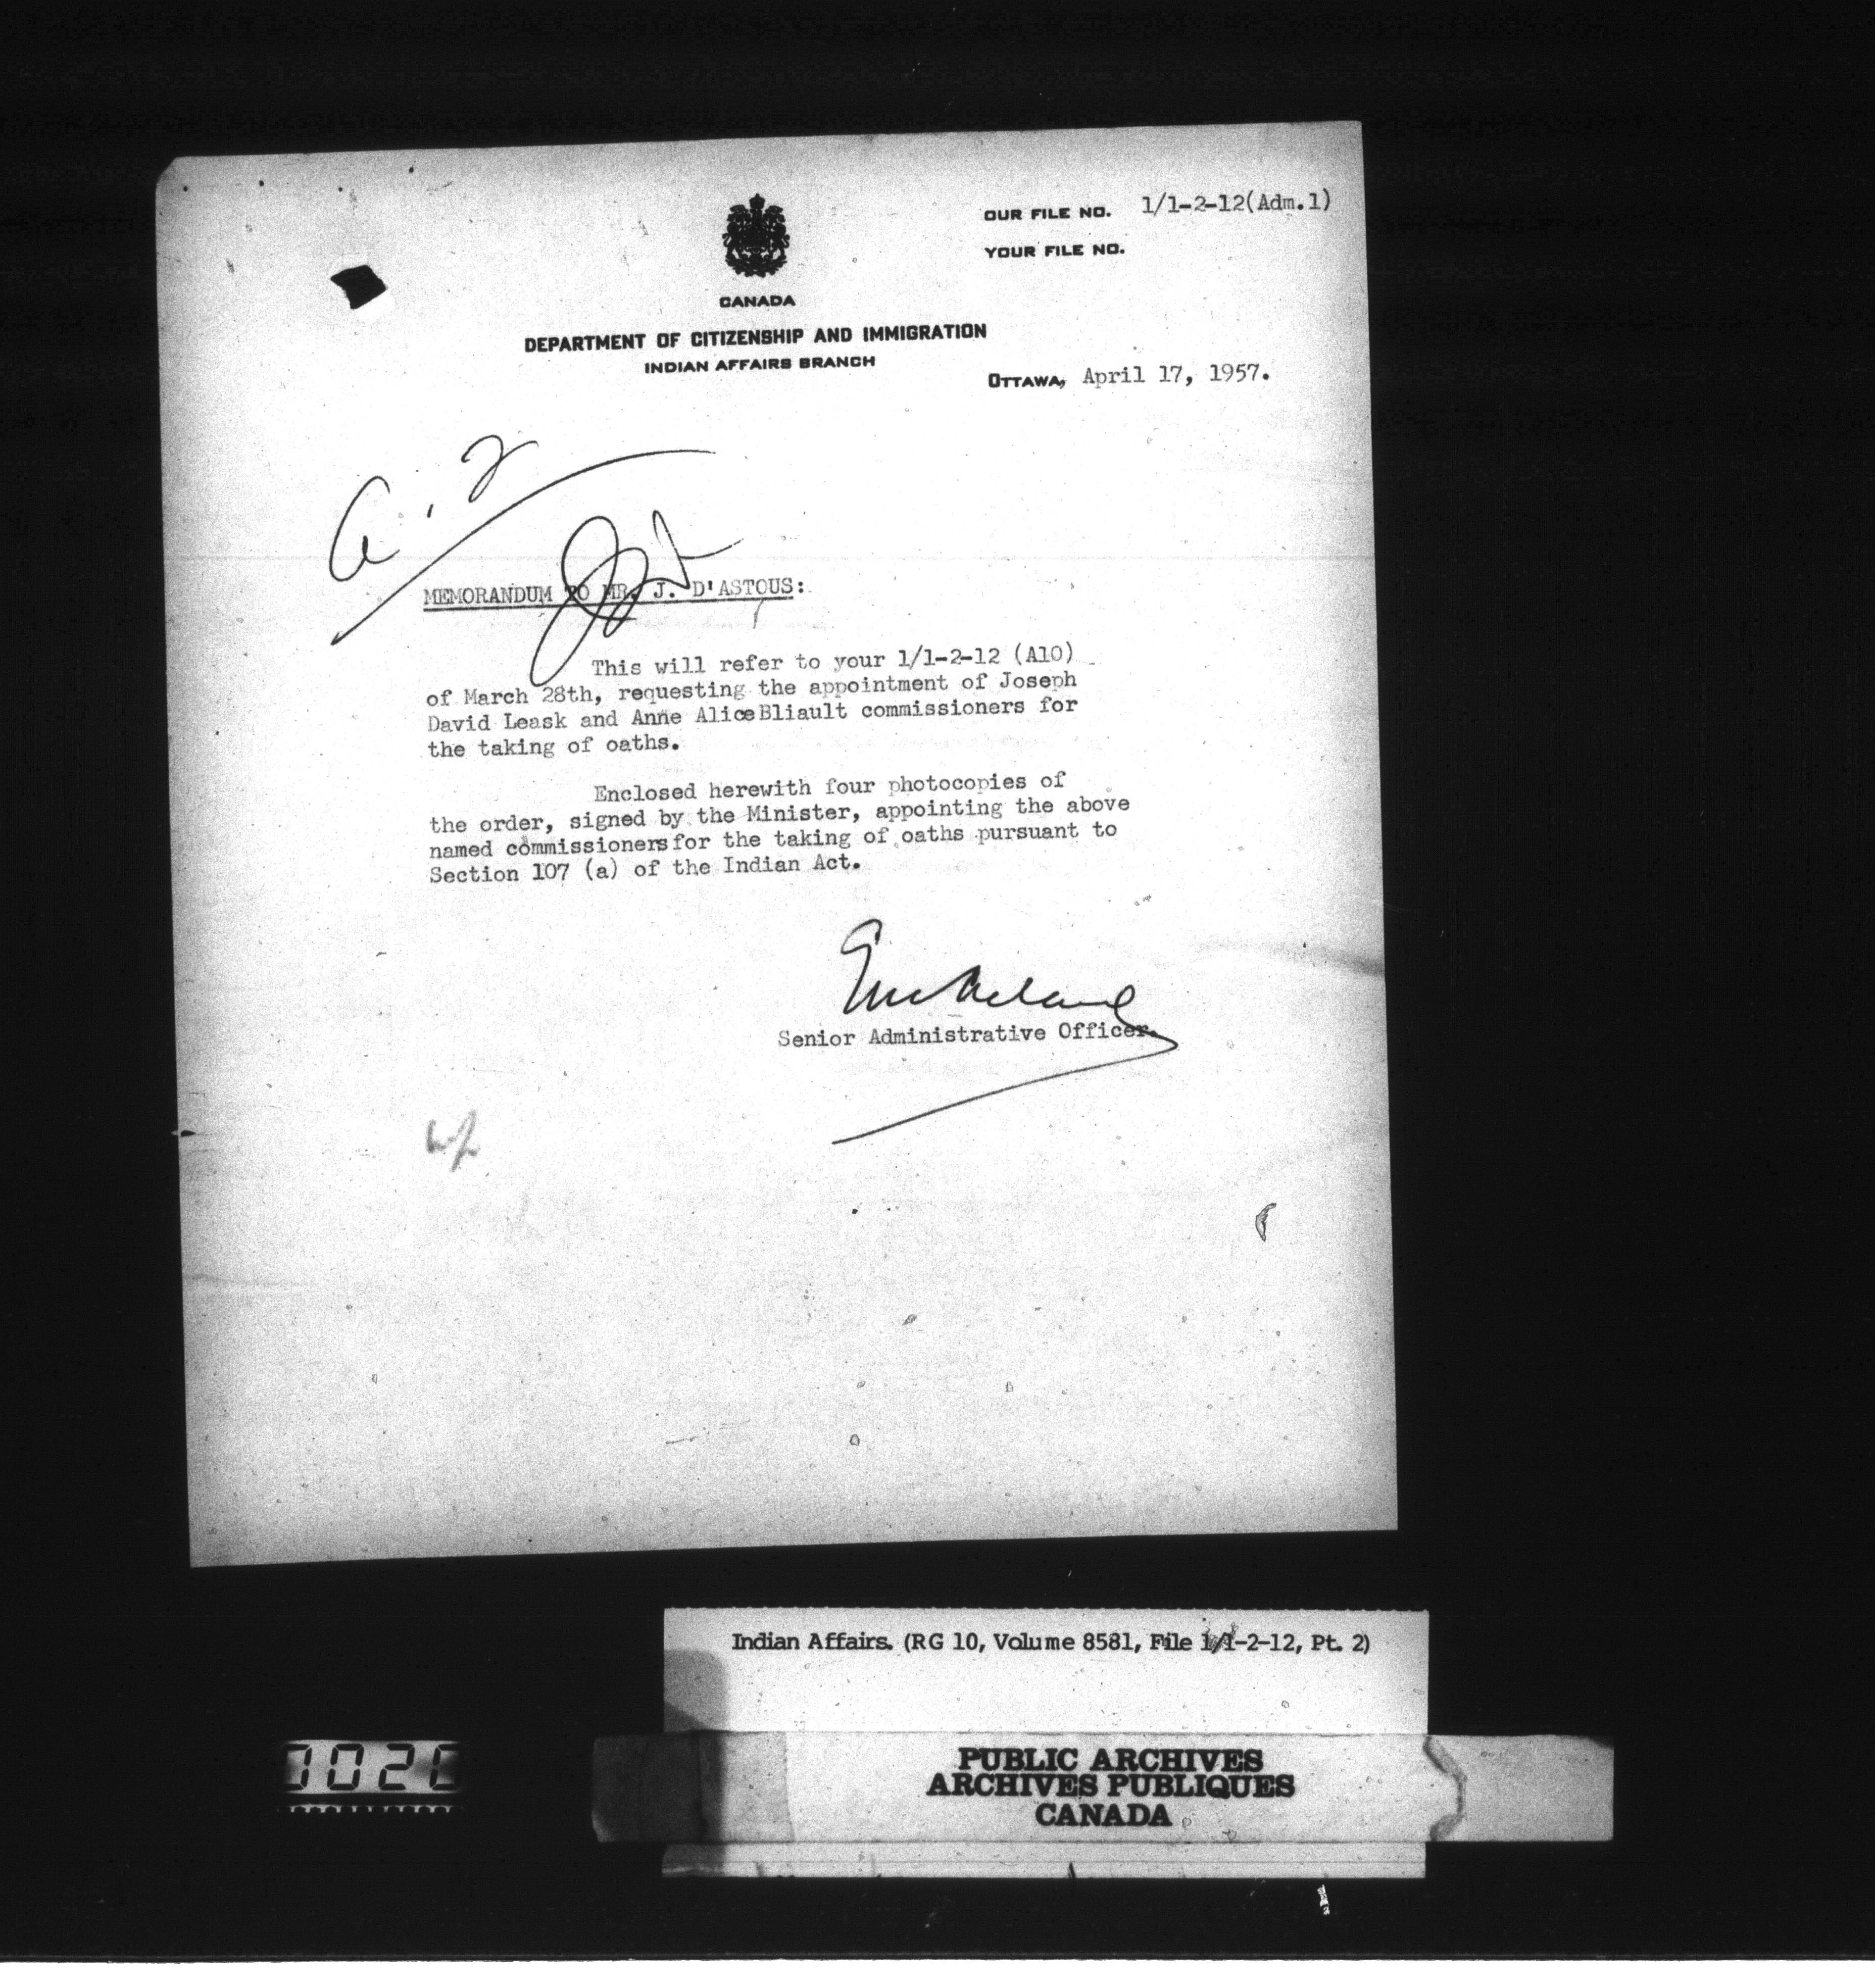 OUR FILE NO. 1/1-2-12(Adm.1)
YOUR FILE NO.
CANADA
DEPARTMENT OF CITIZENSHIP AND IMMIGRATION
INDIAN AFFAIRS BRANCH
OTTAWA, April 17, 1957.
MEMORANDUM TO MR. J. D'ASTOUS:
This will refer to your 1/1-2-12 (A10)
of March 28th, requesting the appointment of Joseph
David Leask and Anne Alice Bliault commissioners for
the taking of oaths.
Enclosed herewith four photocopies of
the order, signed by the Minister, appointing the above
named commissioners for the taking of oaths pursuant to
Section 107 (a) of the Indian Act.
Senior Administrative Officer.
Indian Affairs. (RG 10, Volume 8581, File 1/1-2-12, Pt. 2)
PUBLIC ARCHIVES
ARCHIVES PUBLIQUES
CANADA